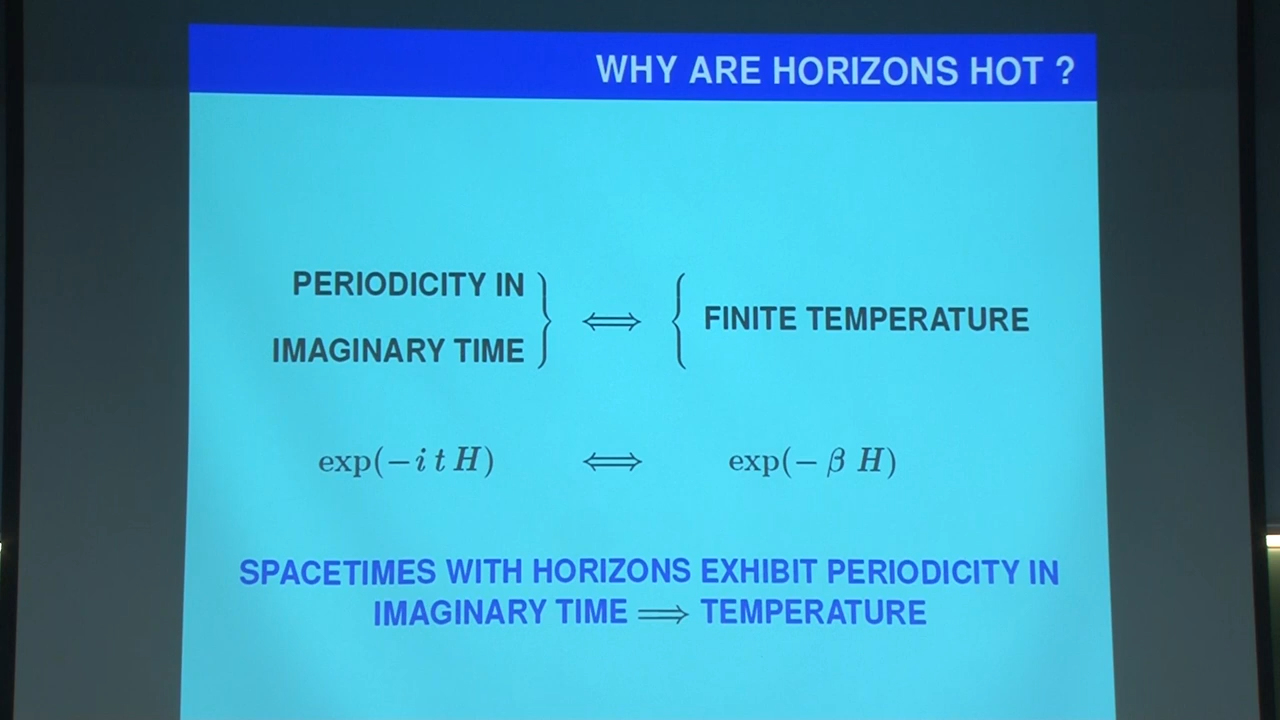 WHY ARE HORIZONS HOT ?
PERIODICITY IN
IMAGINARY TIME } ⟺ { FINITE TEMPERATURE
exp(−i t H) ⟺ exp(− β H)
SPACETIMES WITH HORIZONS EXHIBIT PERIODICITY IN
IMAGINARY TIME ⟹ TEMPERATURE